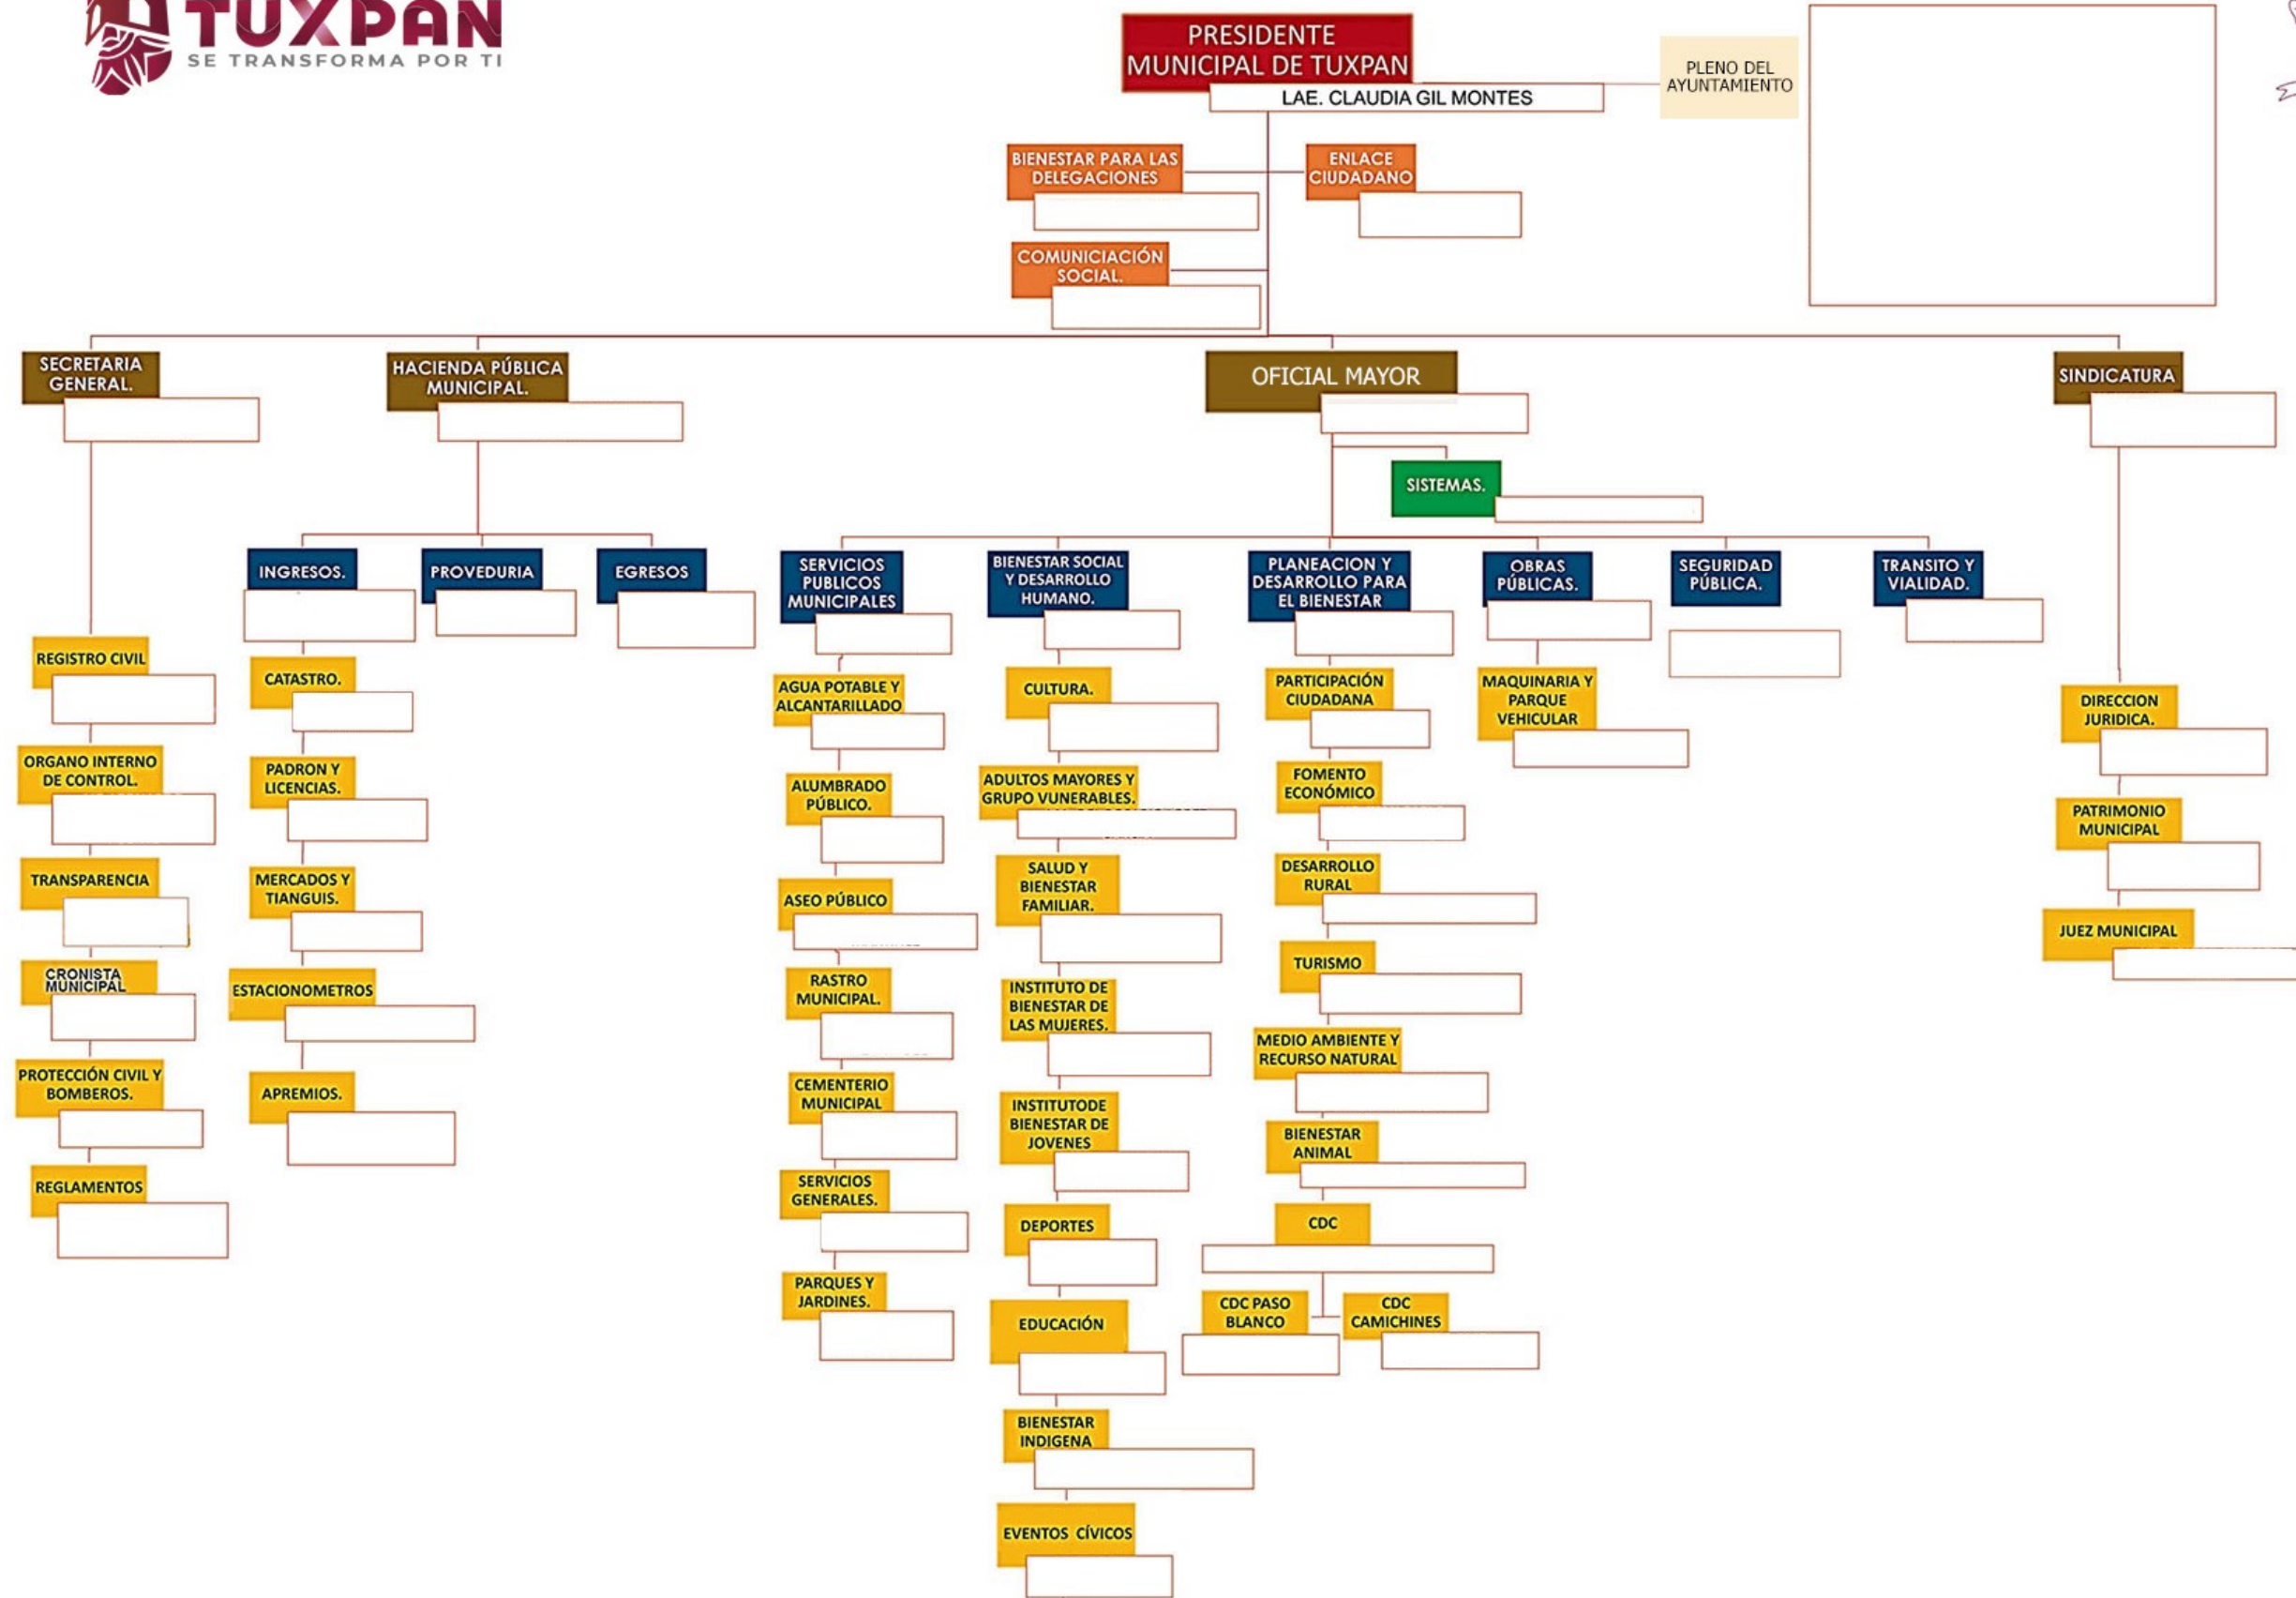 TUXPAN
SE TRANSFORMA POR TI
PRESIDENTE
MUNICIPAL DE TUXPAN
LAE. CLAUDIA GIL MONTES
PLENO DEL
AYUNTAMIENTO
BIENESTAR PARA LAS
DELEGACIONES
ENLACE
CIUDADANO
COMUNICIACIÓN
SOCIAL.
SECRETARIA
GENERAL.
HACIENDA PÚBLICA
MUNICIPAL.
OFICIAL MAYOR
SINDICATURA
SISTEMAS.
INGRESOS.
PROVEDURIA
EGRESOS
SERVICIOS
PUBLICOS
MUNICIPALES
BIENESTAR SOCIAL
Y DESARROLLO
HUMANO.
PLANEACION Y
DESARROLLO PARA
EL BIENESTAR
OBRAS
PÚBLICAS.
SEGURIDAD
PÚBLICA.
TRANSITO Y
VIALIDAD.
REGISTRO CIVIL
ORGANO INTERNO
DE CONTROL.
TRANSPARENCIA
CRONISTA
MUNICIPAL
PROTECCIÓN CIVIL Y
BOMBEROS.
REGLAMENTOS
CATASTRO.
PADRON Y
LICENCIAS.
MERCADOS Y
TIANGUIS.
ESTACIONOMETROS
APREMIOS.
AGUA POTABLE Y
ALCANTARILLADO
ALUMBRADO
PÚBLICO.
ASEO PÚBLICO
RASTRO
MUNICIPAL.
CEMENTERIO
MUNICIPAL
SERVICIOS
GENERALES.
PARQUES Y
JARDINES.
CULTURA.
ADULTOS MAYORES Y
GRUPO VUNERABLES.
SALUD Y
BIENESTAR
FAMILIAR.
INSTITUTO DE
BIENESTAR DE
LAS MUJERES.
INSTITUTODE
BIENESTAR DE
JOVENES
DEPORTES
EDUCACIÓN
BIENESTAR
INDIGENA
EVENTOS CÍVICOS
PARTICIPACIÓN
CIUDADANA
FOMENTO
ECONÓMICO
DESARROLLO
RURAL
TURISMO
MEDIO AMBIENTE Y
RECURSO NATURAL
BIENESTAR
ANIMAL
CDC
CDC PASO
BLANCO
CDC
CAMICHINES
MAQUINARIA Y
PARQUE
VEHICULAR
DIRECCION
JURIDICA.
PATRIMONIO
MUNICIPAL
JUEZ MUNICIPAL